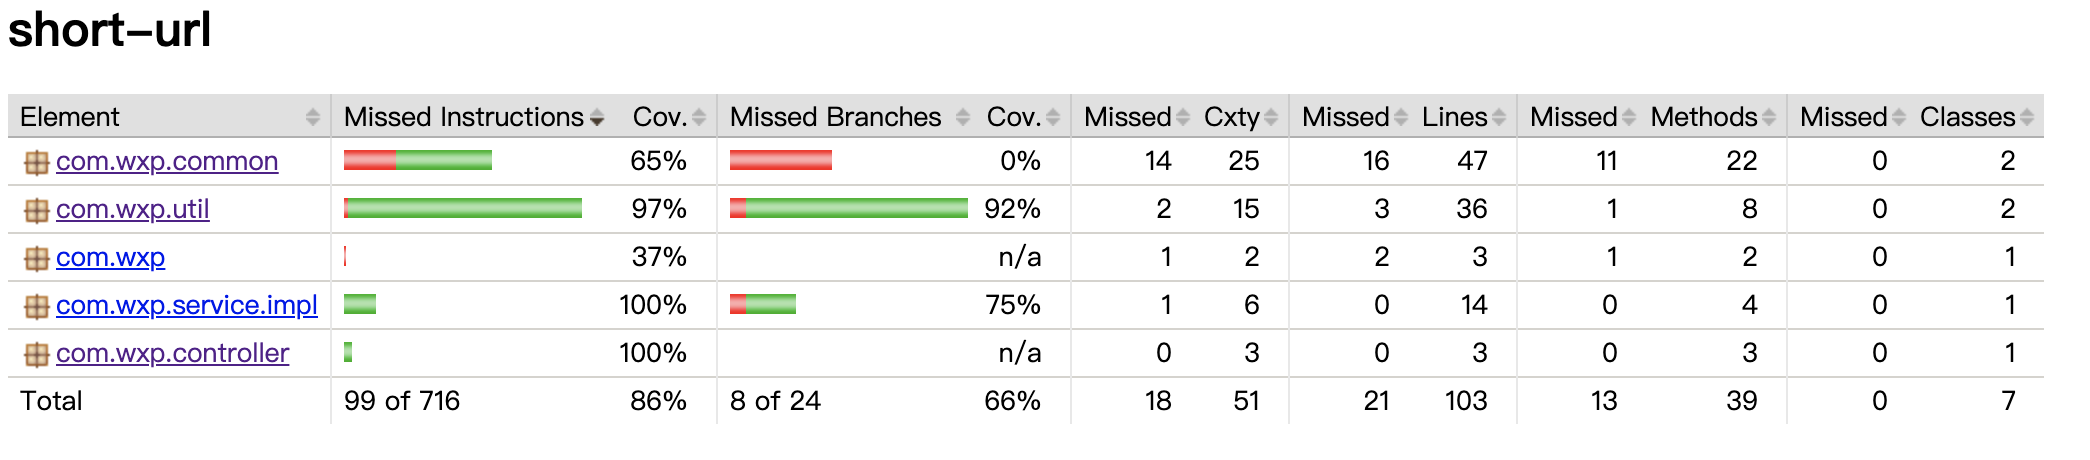 short-url
Element Missed Instructions Cov. Missed Branches Cov. Missed Cxty Missed Lines Missed Methods Missed Classes
com.wxp.common 65% 0% 14 25 16 47 11 22 0 2
com.wxp.util 97% 92% 2 15 3 36 1 8 0 2
com.wxp 37% n/a 1 2 2 3 1 2 0 1
com.wxp.service.impl 100% 75% 1 6 0 14 0 4 0 1
com.wxp.controller 100% n/a 0 3 0 3 0 3 0 1
Total 99 of 716 86% 8 of 24 66% 18 51 21 103 13 39 0 7